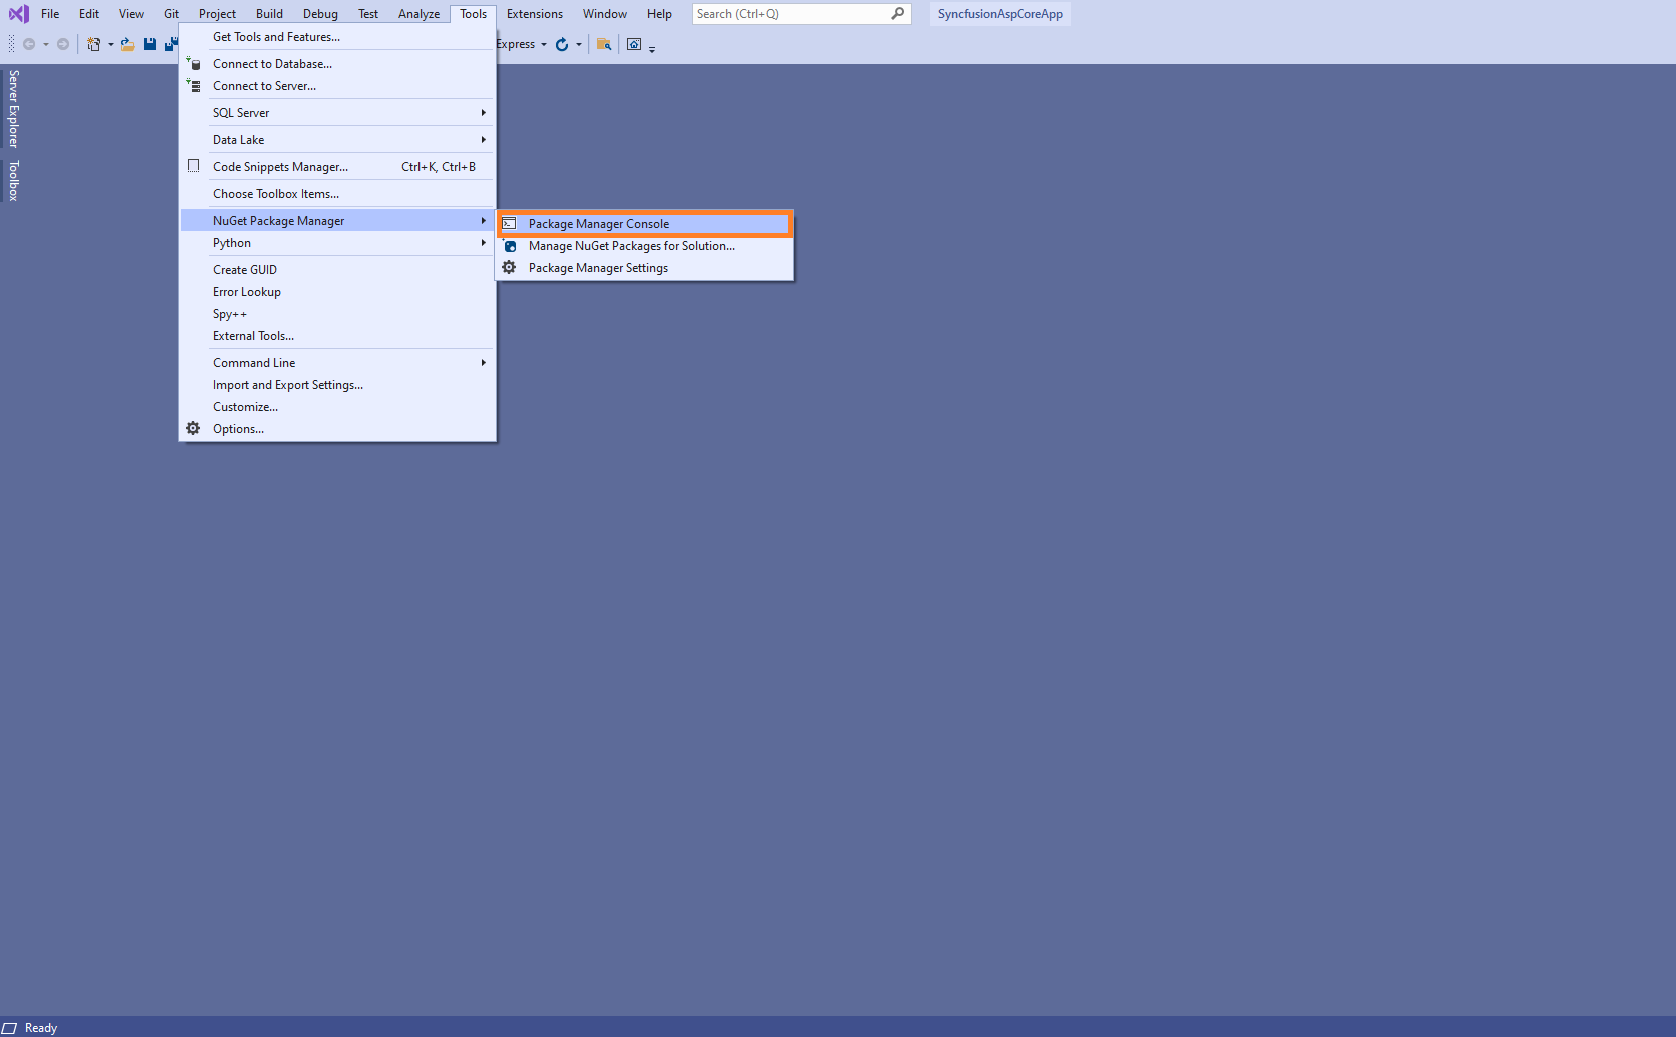 File Edit View Git Project Build Debug Test Analyze Tools Extensions Window Help Search (Ctrl+Q) SyncfusionAspCoreApp
Express
Server Explorer
Toolbox
Get Tools and Features...
Connect to Database...
Connect to Server...
SQL Server
Data Lake
Code Snippets Manager... Ctrl+K, Ctrl+B
Choose Toolbox Items...
NuGet Package Manager
Package Manager Console
Manage NuGet Packages for Solution...
Package Manager Settings
Python
Create GUID
Error Lookup
Spy++
External Tools...
Command Line
Import and Export Settings...
Customize...
Options...
Ready